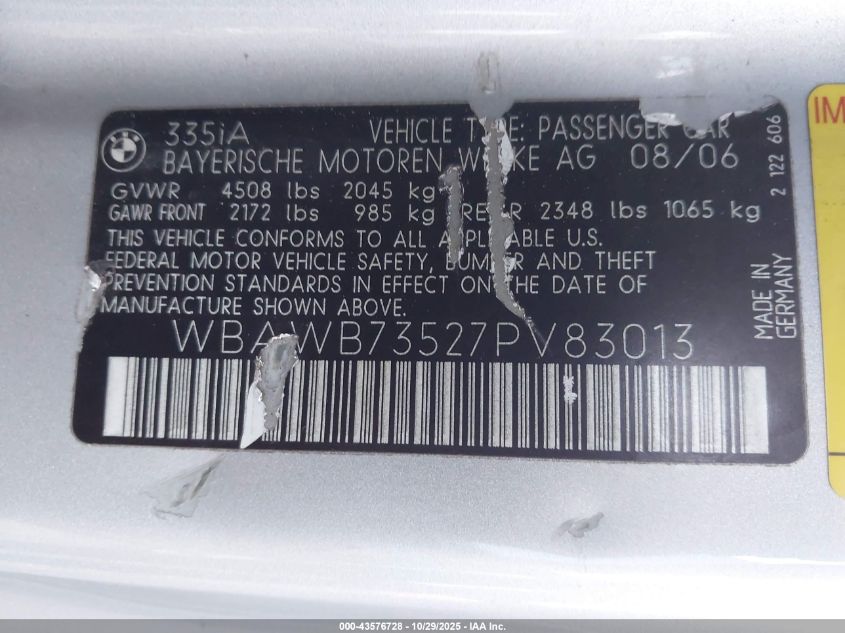 BMW
335iA VEHICLE TYPE: PASSENGER CAR
BAYERISCHE MOTOREN WERKE AG 08/06
GVWR 4508 lbs 2045 kg
GAWR FRONT 2172 lbs 985 kg REAR 2348 lbs 1065 kg
THIS VEHICLE CONFORMS TO ALL APPLICABLE U.S.
FEDERAL MOTOR VEHICLE SAFETY, BUMPER AND THEFT
PREVENTION STANDARDS IN EFFECT ON THE DATE OF
MANUFACTURE SHOWN ABOVE.
WBAWB73527PV83013
MADE IN
GERMANY
2 122 606
IM
000-43576728 - 10/29/2025 - IAA Inc.